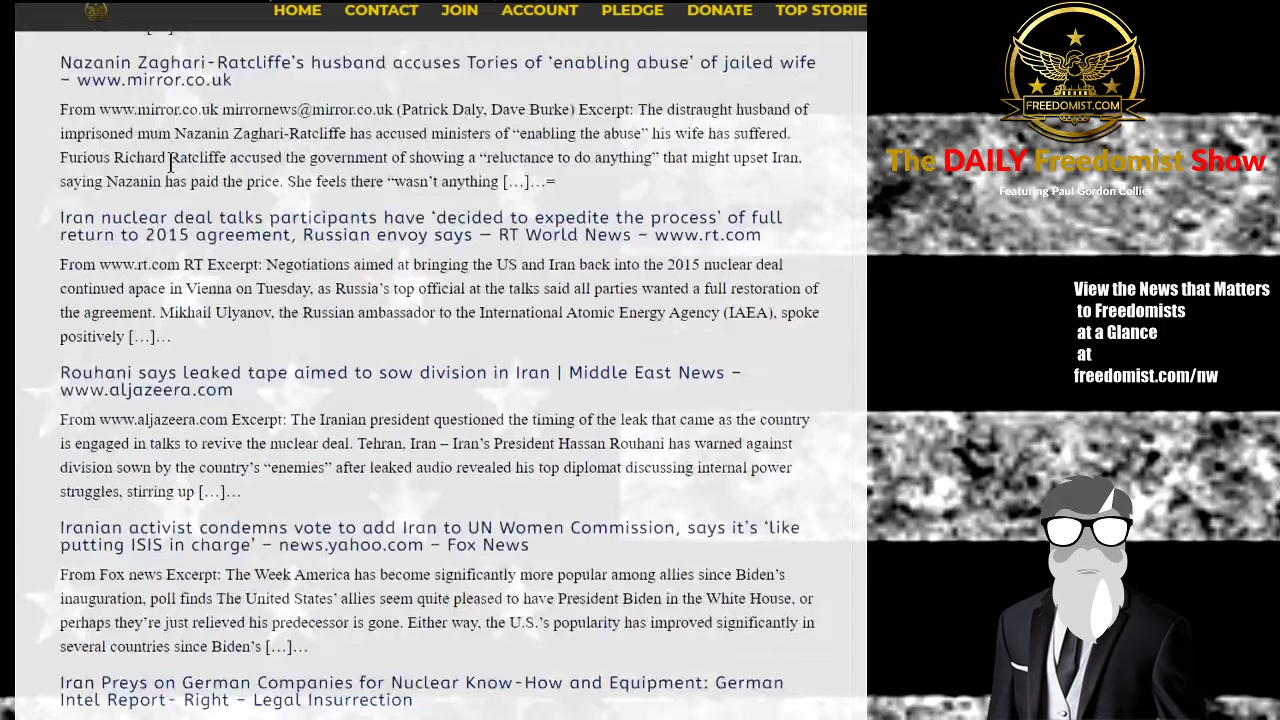 HOME CONTACT JOIN ACCOUNT PLEDGE DONATE TOP STORIE
Nazanin Zaghari-Ratcliffe’s husband accuses Tories of ‘enabling abuse’ of jailed wife
– www.mirror.co.uk
From www.mirror.co.uk mirrornews@mirror.co.uk (Patrick Daly, Dave Burke) Excerpt: The distraught husband of
imprisoned mum Nazanin Zaghari-Ratcliffe has accused ministers of “enabling the abuse” his wife has suffered.
Furious Richard Ratcliffe accused the government of showing a “reluctance to do anything” that might upset Iran,
saying Nazanin has paid the price. She feels there “wasn’t anything […]…=
Iran nuclear deal talks participants have ‘decided to expedite the process’ of full
return to 2015 agreement, Russian envoy says — RT World News – www.rt.com
From www.rt.com RT Excerpt: Negotiations aimed at bringing the US and Iran back into the 2015 nuclear deal
continued apace in Vienna on Tuesday, as Russia’s top official at the talks said all parties wanted a full restoration of
the agreement. Mikhail Ulyanov, the Russian ambassador to the International Atomic Energy Agency (IAEA), spoke
positively […]…
Rouhani says leaked tape aimed to sow division in Iran | Middle East News –
www.aljazeera.com
From www.aljazeera.com Excerpt: The Iranian president questioned the timing of the leak that came as the country
is engaged in talks to revive the nuclear deal. Tehran, Iran – Iran’s President Hassan Rouhani has warned against
division sown by the country’s “enemies” after leaked audio revealed his top diplomat discussing internal power
struggles, stirring up […]…
Iranian activist condemns vote to add Iran to UN Women Commission, says it’s ‘like
putting ISIS in charge’ – news.yahoo.com – Fox News
From Fox news Excerpt: The Week America has become significantly more popular among allies since Biden’s
inauguration, poll finds The United States’ allies seem quite pleased to have President Biden in the White House, or
perhaps they’re just relieved his predecessor is gone. Either way, the U.S.’s popularity has improved significantly in
several countries since Biden’s […]…
Iran Preys on German Companies for Nuclear Know-How and Equipment: German
Intel Report- Right – Legal Insurrection
FREEDOMIST.COM
The DAILY Freedomist Show
Featuring Paul Gordon Collier
View the News that Matters
to Freedomists
at a Glance
at
freedomist.com/nw